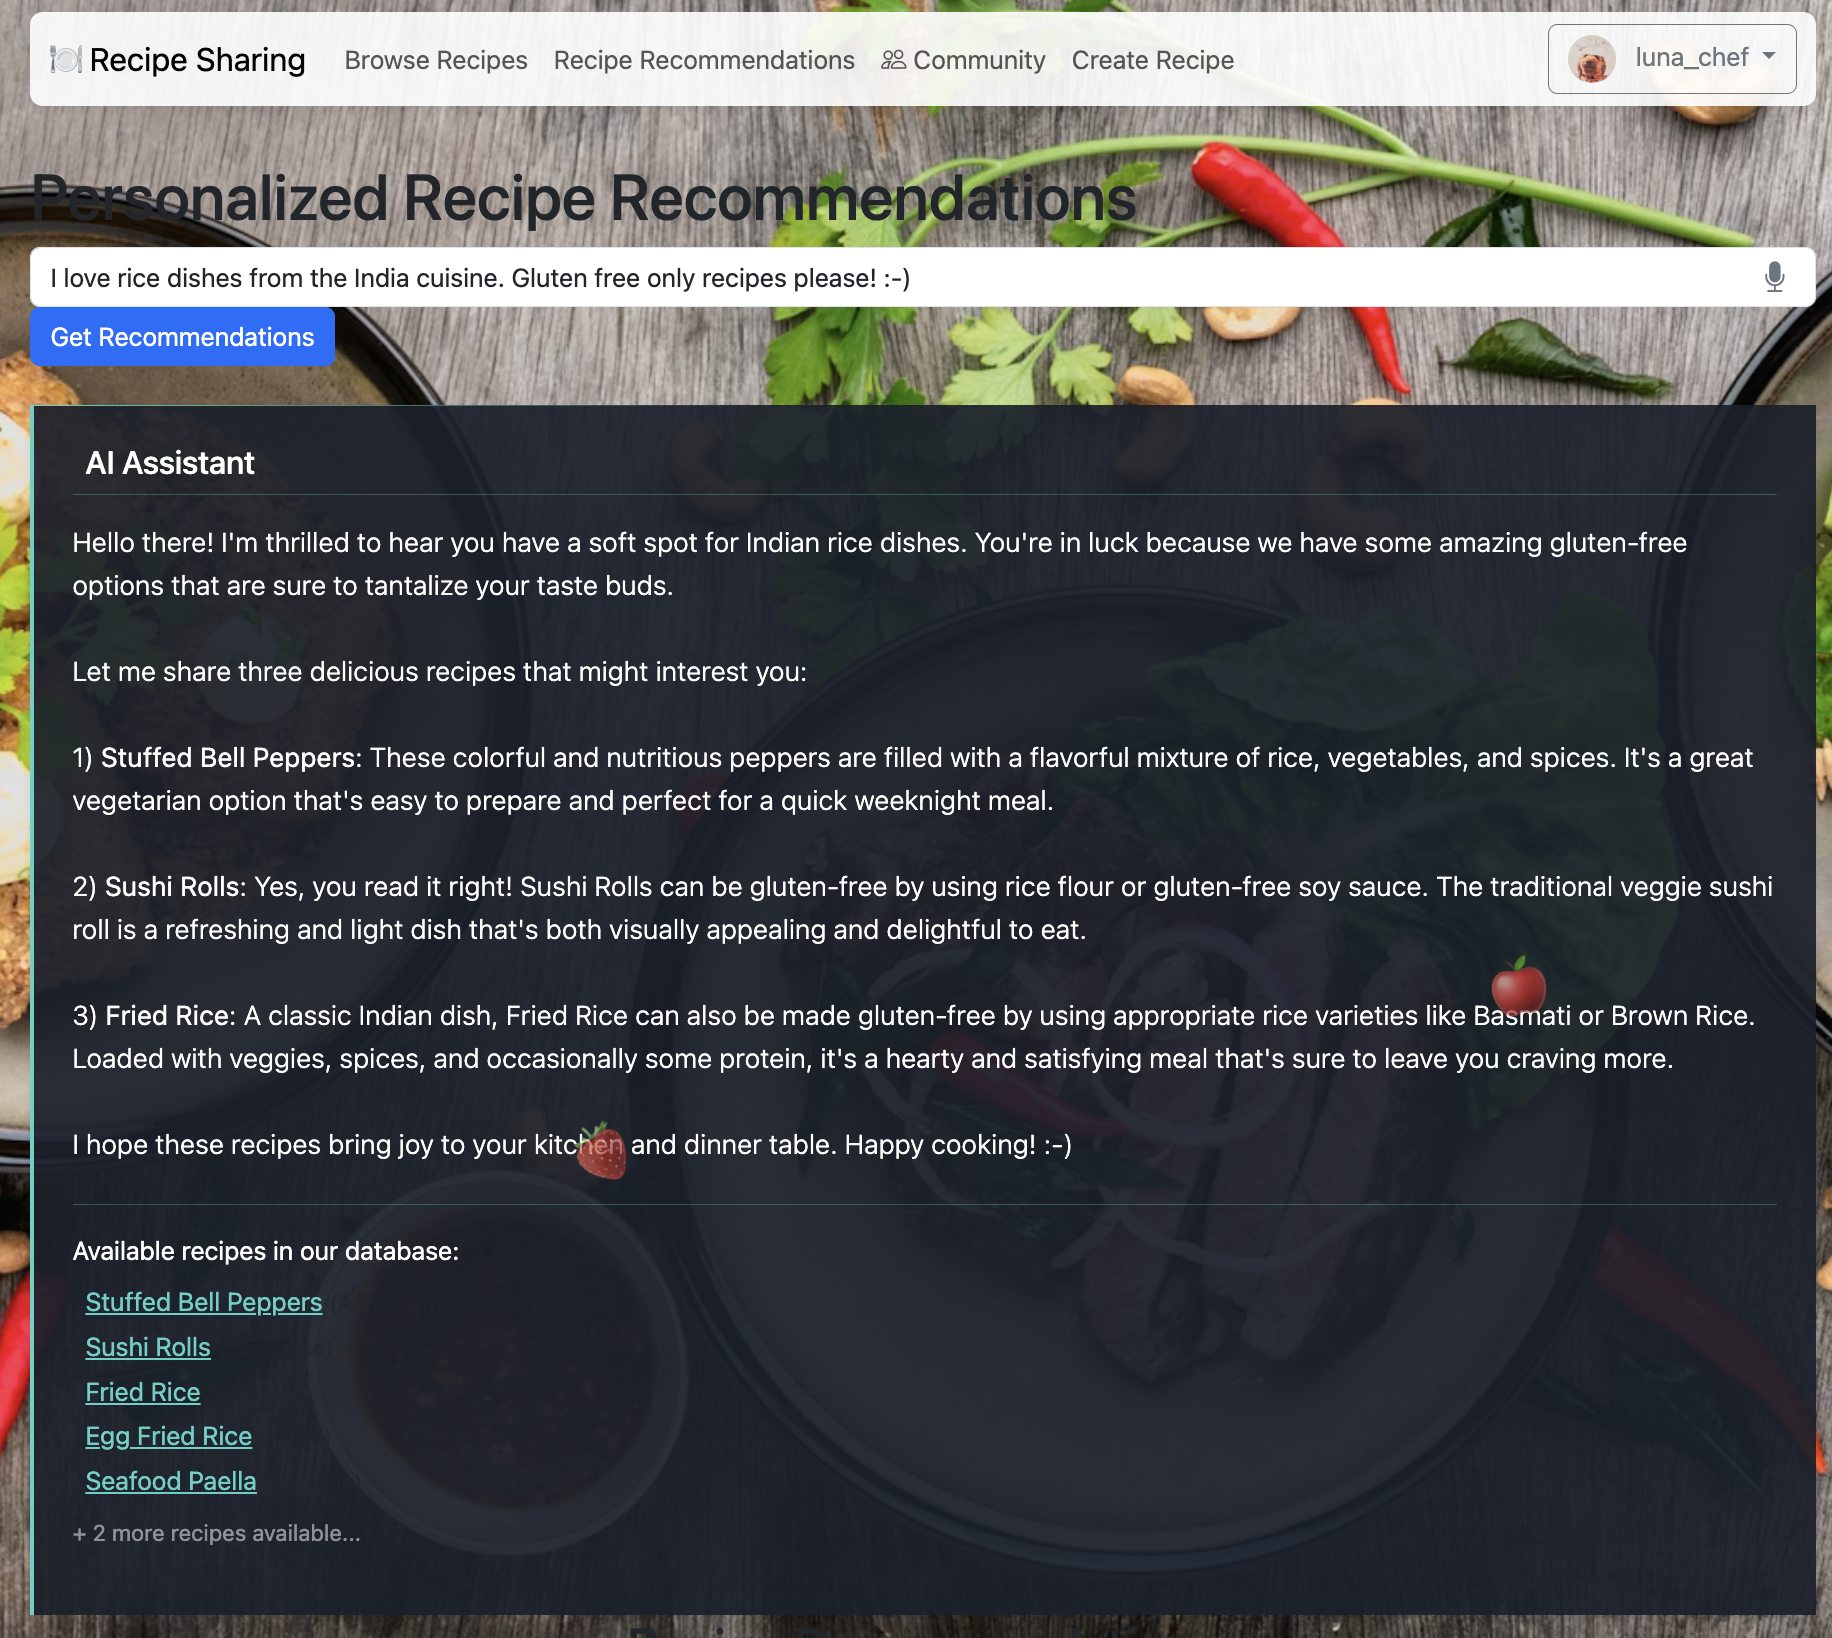 Recipe Sharing Browse Recipes Recipe Recommendations Community Create Recipe luna_chef
Personalized Recipe Recommendations
I love rice dishes from the India cuisine. Gluten free only recipes please! :-)
Get Recommendations
AI Assistant
Hello there! I'm thrilled to hear you have a soft spot for Indian rice dishes. You're in luck because we have some amazing gluten-free
options that are sure to tantalize your taste buds.
Let me share three delicious recipes that might interest you:
1) Stuffed Bell Peppers: These colorful and nutritious peppers are filled with a flavorful mixture of rice, vegetables, and spices. It's a great
vegetarian option that's easy to prepare and perfect for a quick weeknight meal.
2) Sushi Rolls: Yes, you read it right! Sushi Rolls can be gluten-free by using rice flour or gluten-free soy sauce. The traditional veggie sushi
roll is a refreshing and light dish that's both visually appealing and delightful to eat.
3) Fried Rice: A classic Indian dish, Fried Rice can also be made gluten-free by using appropriate rice varieties like Basmati or Brown Rice.
Loaded with veggies, spices, and occasionally some protein, it's a hearty and satisfying meal that's sure to leave you craving more.
I hope these recipes bring joy to your kitchen and dinner table. Happy cooking! :-)
Available recipes in our database:
Stuffed Bell Peppers
Sushi Rolls
Fried Rice
Egg Fried Rice
Seafood Paella
+ 2 more recipes available...